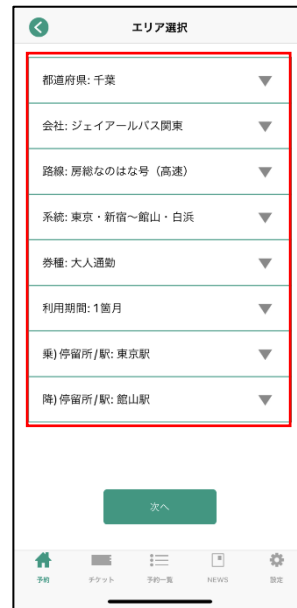 エリア選択
都道府県: 千葉
会社: ジェイアールバス関東
路線: 房総なのはな号（高速）
系統: 東京・新宿～館山・白浜
券種: 大人通勤
利用期間: 1箇月
乗) 停留所/駅: 東京駅
降) 停留所/駅: 館山駅
次へ
予約 チケット 予約一覧 NEWS 設定